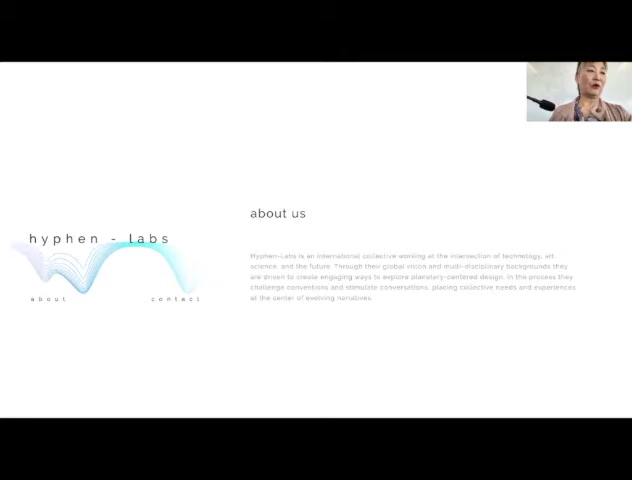 hyphen - labs
about
contact
about us
Hyphen-Labs is an international collective working at the intersection of technology, art,
science, and the future. Through their global vision and multi-disciplinary backgrounds they
are driven to create engaging ways to explore planetary-centered design. In the process they
challenge conventions and stimulate conversations, placing collective needs and experiences
at the center of evolving narratives.